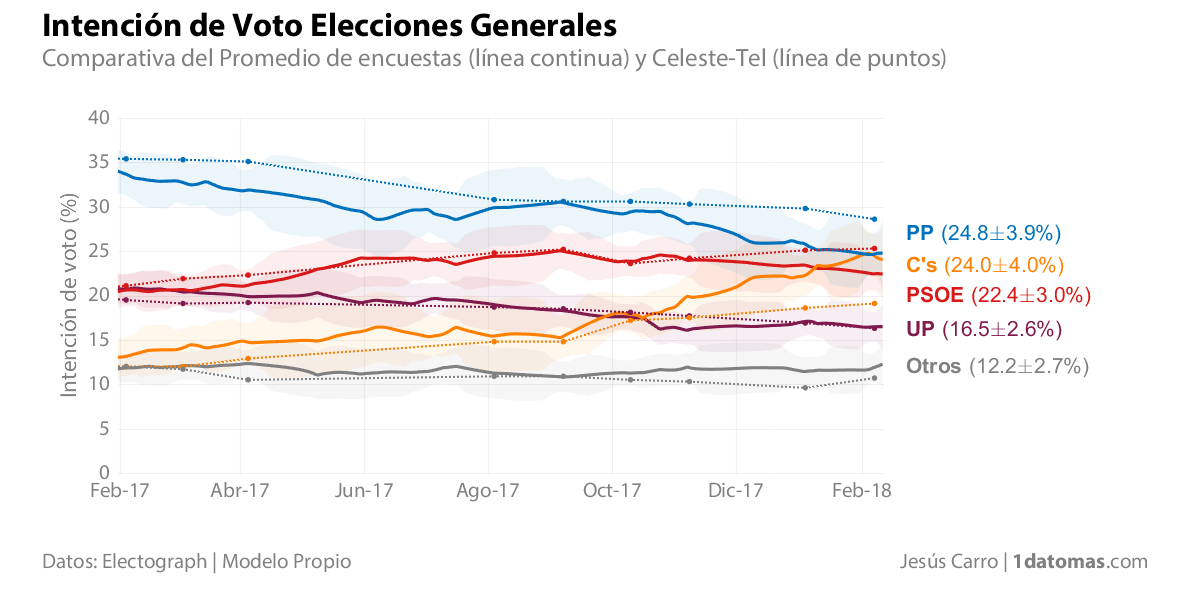 Intención de Voto Elecciones Generales
Comparativa del Promedio de encuestas (línea continua) y Celeste-Tel (línea de puntos)
Intención de voto (%)
40
35
30
25
20
15
10
5
0
Feb-17 Abr-17 Jun-17 Ago-17 Oct-17 Dic-17 Feb-18
PP (24.8±3.9%)
C's (24.0±4.0%)
PSOE (22.4±3.0%)
UP (16.5±2.6%)
Otros (12.2±2.7%)
Datos: Electograph | Modelo Propio
Jesús Carro | 1datomas.com